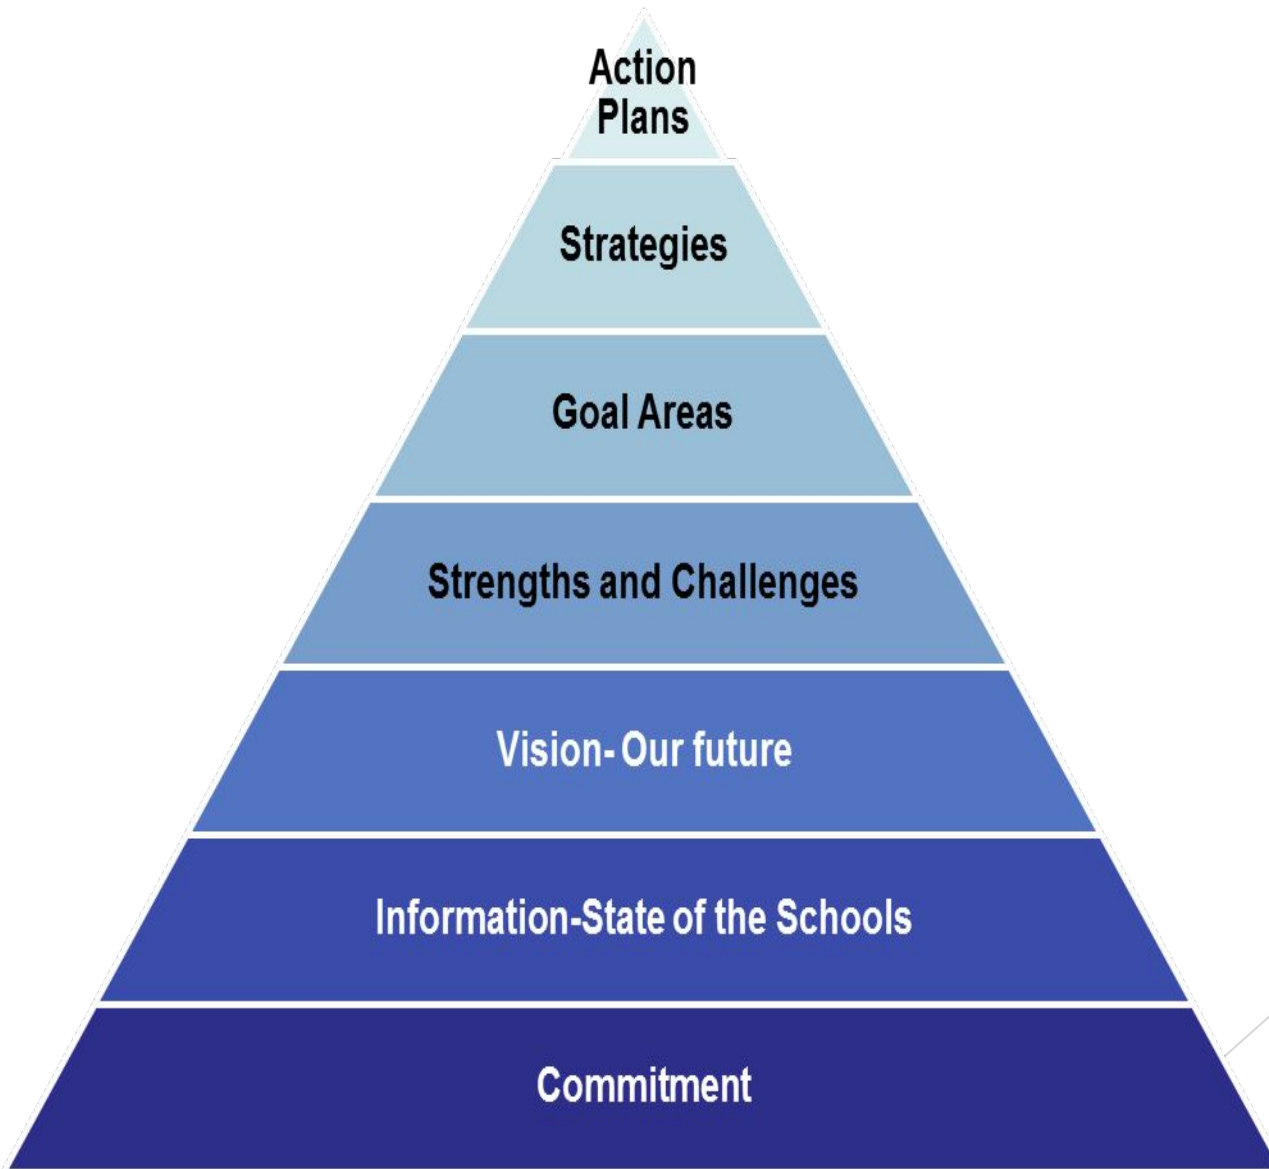 Action
Plans
Strategies
Goal Areas
Strengths and Challenges
Vision- Our future
Information-State of the Schools
Commitment